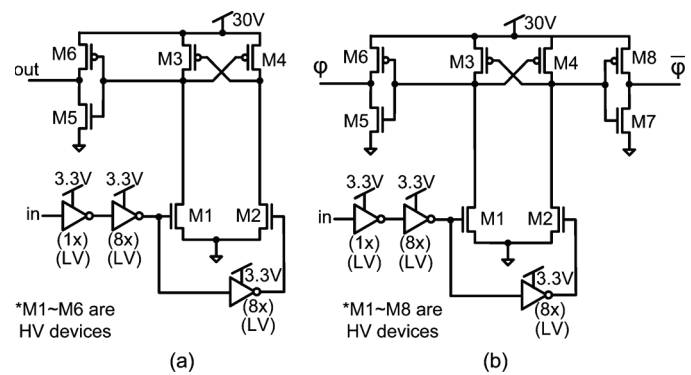 30V
M6
M3
M4
out
M5
3.3V
3.3V
in
M1
M2
(1x)
(LV)
(8x)
(LV)
3.3V
(8x)
(LV)
*M1~M6 are
HV devices
(a)
30V
M6
M3
M4
M8
φ
φ̅
M5
M7
3.3V
3.3V
in
M1
M2
(1x)
(LV)
(8x)
(LV)
3.3V
(8x)
(LV)
*M1~M8 are
HV devices
(b)